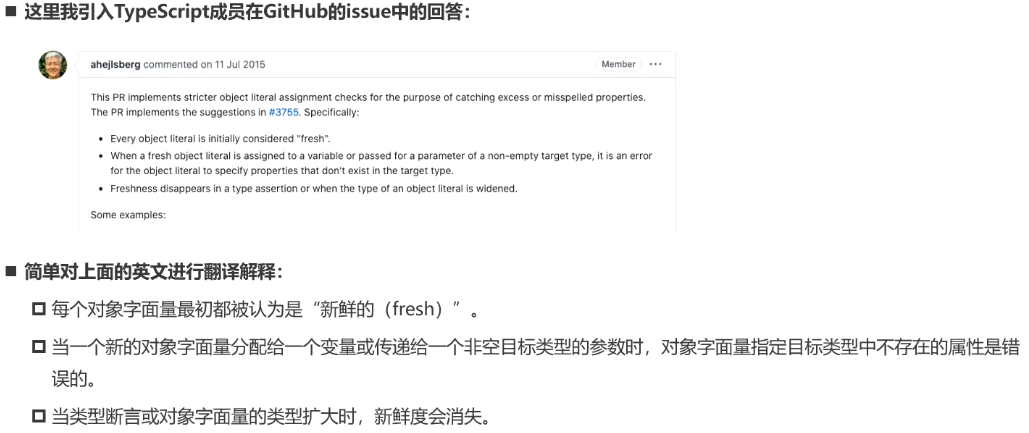 ■ 这里我引入TypeScript成员在GitHub的issue中的回答：
ahejlsberg commented on 11 Jul 2015 Member ...
This PR implements stricter object literal assignment checks for the purpose of catching excess or misspelled properties.
The PR implements the suggestions in #3755. Specifically:
• Every object literal is initially considered "fresh".
• When a fresh object literal is assigned to a variable or passed for a parameter of a non-empty target type, it is an error
for the object literal to specify properties that don't exist in the target type.
• Freshness disappears in a type assertion or when the type of an object literal is widened.
Some examples:
■ 简单对上面的英文进行翻译解释：
每个对象字面量最初都被认为是“新鲜的（fresh）”。
当一个新的对象字面量分配给一个变量或传递给一个非空目标类型的参数时，对象字面量指定目标类型中不存在的属性是错
误的。
当类型断言或对象字面量的类型扩大时，新鲜度会消失。